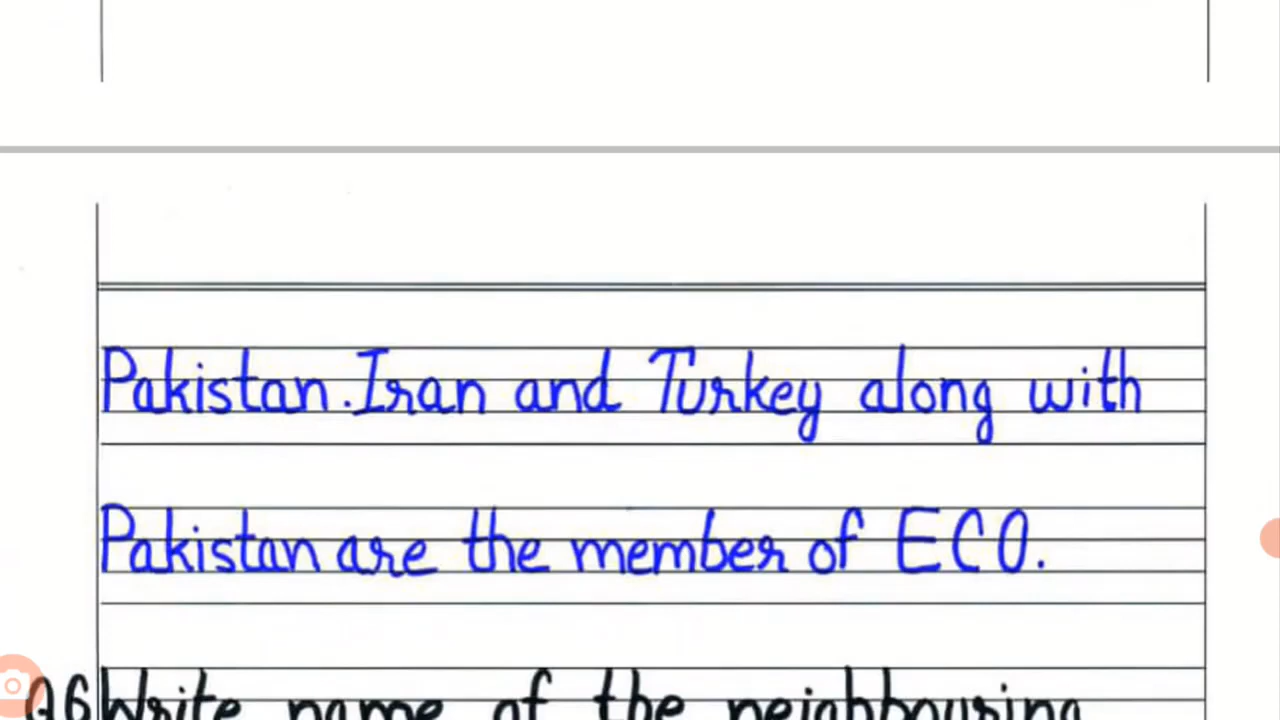 Pakistan.Iran and Turkey along with
Pakistan are the member of ECO.
Q6 Write name of the neighbouring